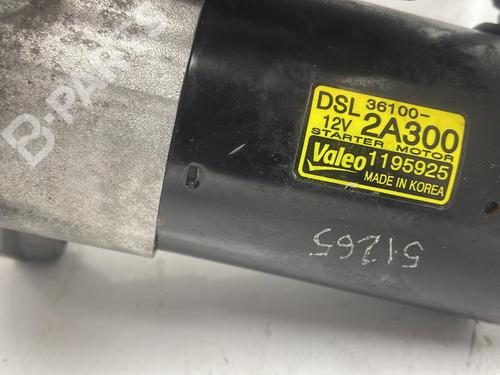 B-PARTS
DSL 36100-
12V 2A300
STARTER MOTOR
Valeo 1195925
MADE IN KOREA
51265